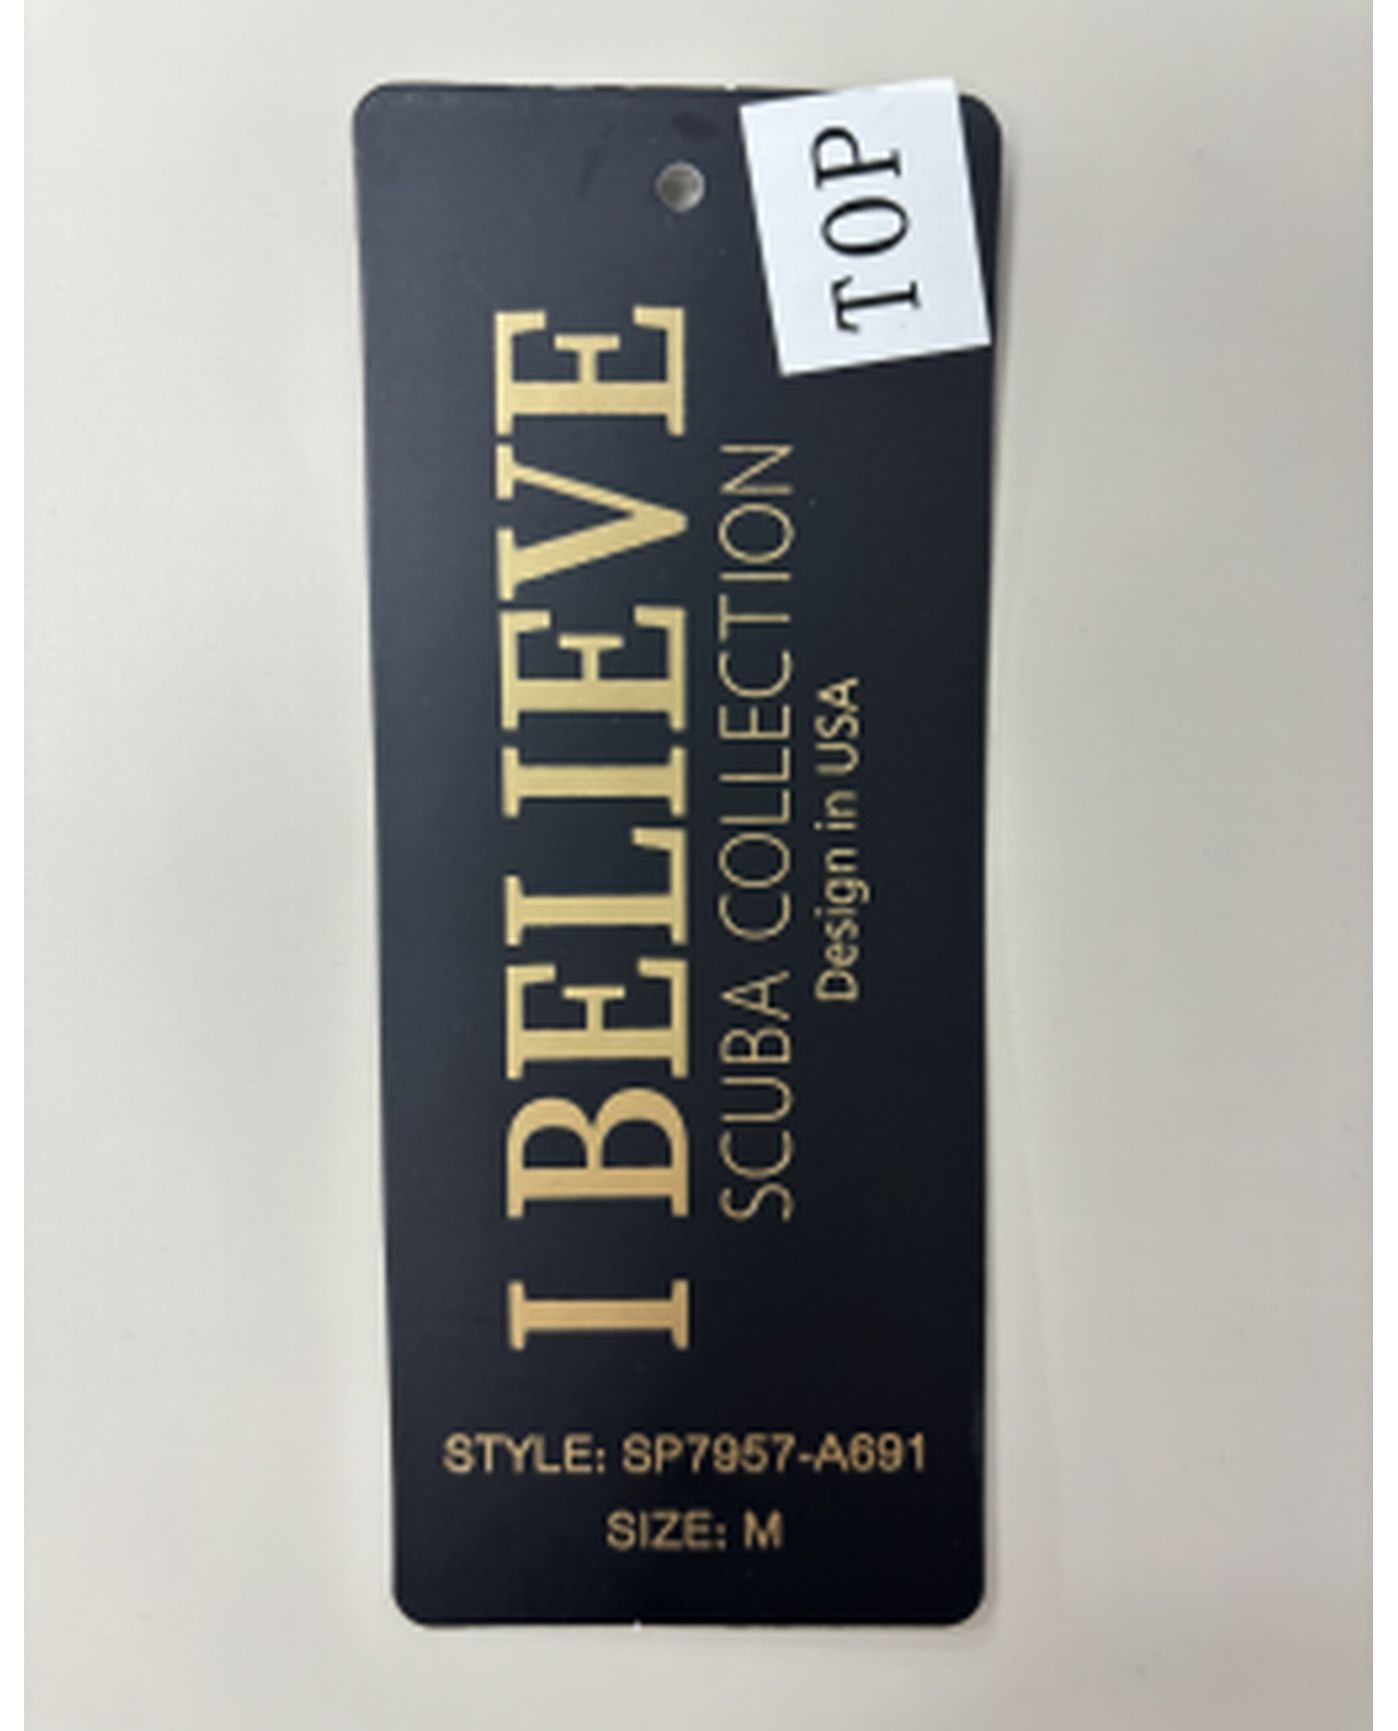 TOP
I BELIEVE
SCUBA COLLECTION
Design in USA
STYLE: SP7957-A691
SIZE: M